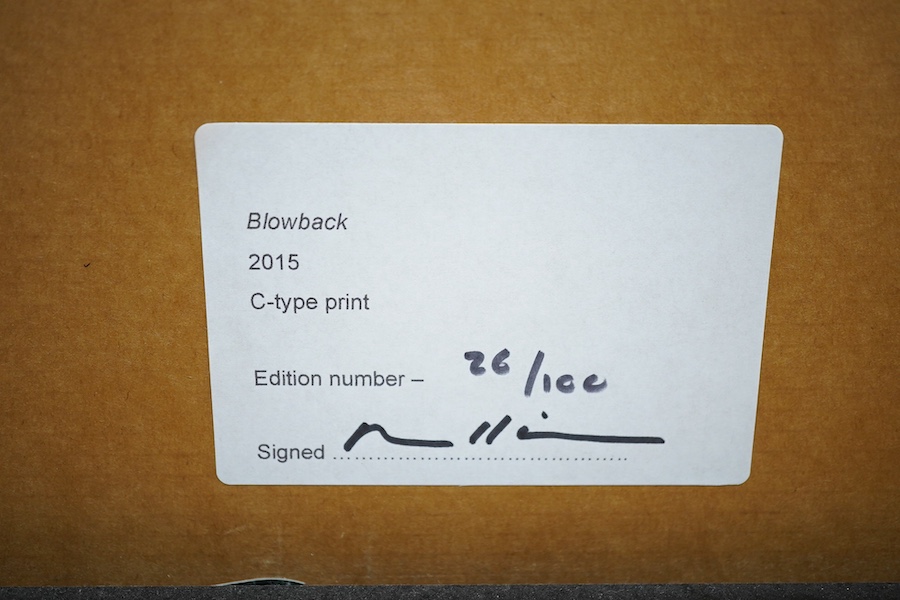 Blowback
2015
C-type print
Edition number – 26/100
Signed